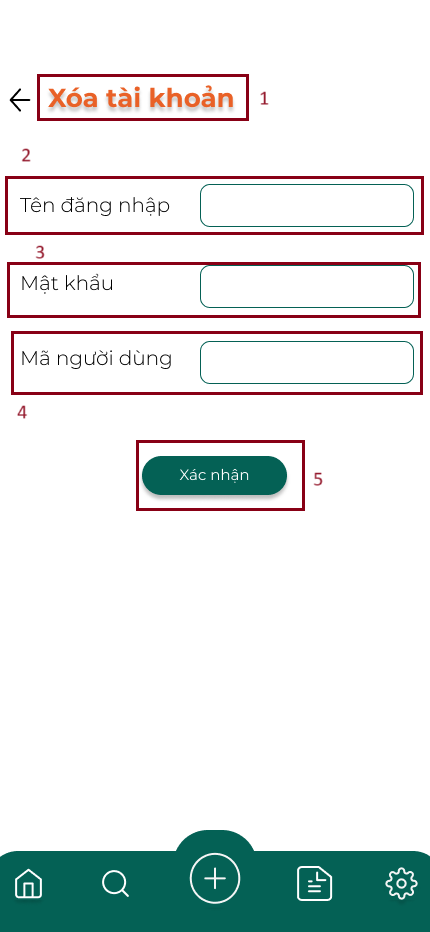 Xóa tài khoản 1
2
Tên đăng nhập
3
Mật khẩu
Mã người dùng
4
Xác nhận 5